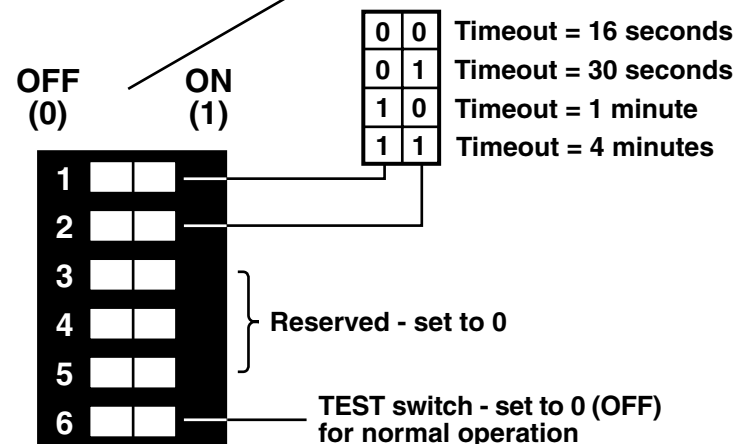 0 0 Timeout = 16 seconds
0 1 Timeout = 30 seconds
1 0 Timeout = 1 minute
1 1 Timeout = 4 minutes
OFF ON
(0) (1)
1
2
3
4
5
6
Reserved - set to 0
TEST switch - set to 0 (OFF)
for normal operation